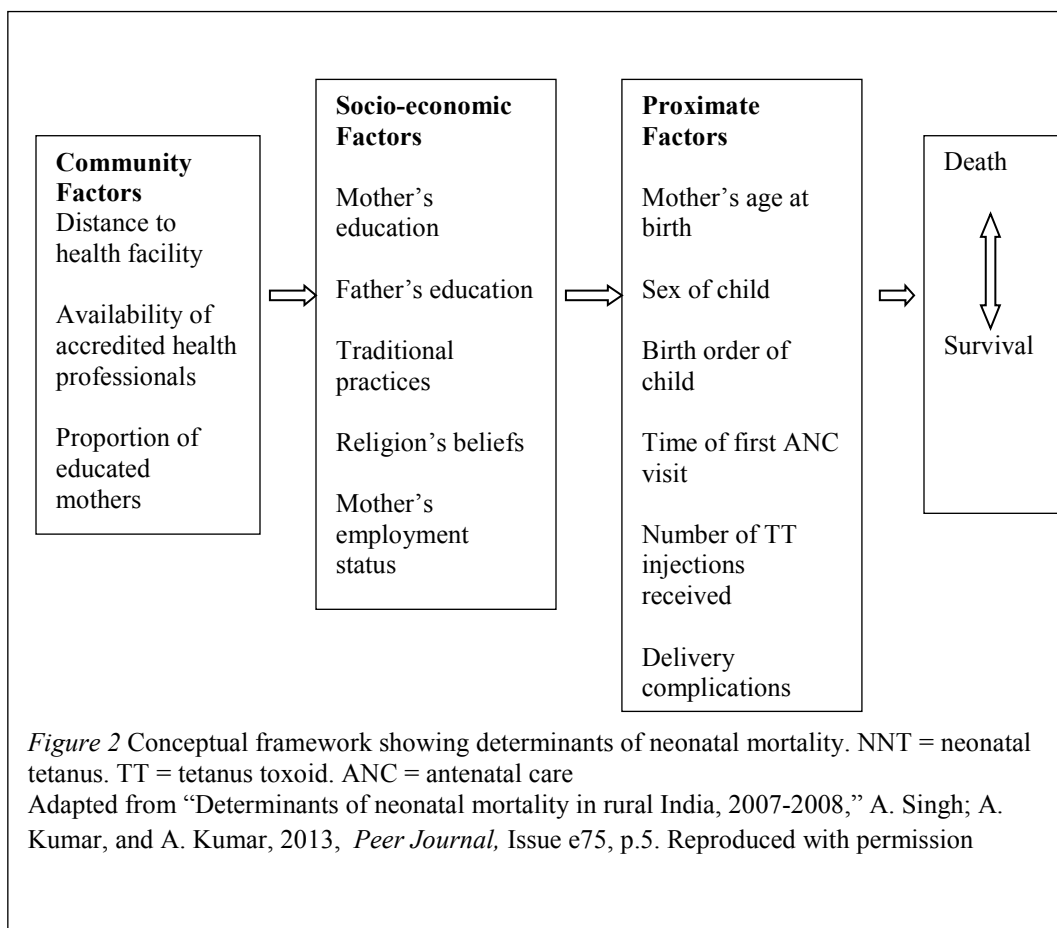 Community
Factors
Distance to
health facility
Availability of
accredited health
professionals
Proportion of
educated
mothers
Socio-economic
Factors
Mother’s
education
Father’s education
Traditional
practices
Religion’s beliefs
Mother’s
employment
status
Proximate
Factors
Mother’s age at
birth
Sex of child
Birth order of
child
Time of first ANC
visit
Number of TT
injections
received
Delivery
complications
Death
Survival
Figure 2 Conceptual framework showing determinants of neonatal mortality. NNT = neonatal
tetanus. TT = tetanus toxoid. ANC = antenatal care
Adapted from “Determinants of neonatal mortality in rural India, 2007-2008,” A. Singh; A.
Kumar, and A. Kumar, 2013, Peer Journal, Issue e75, p.5. Reproduced with permission